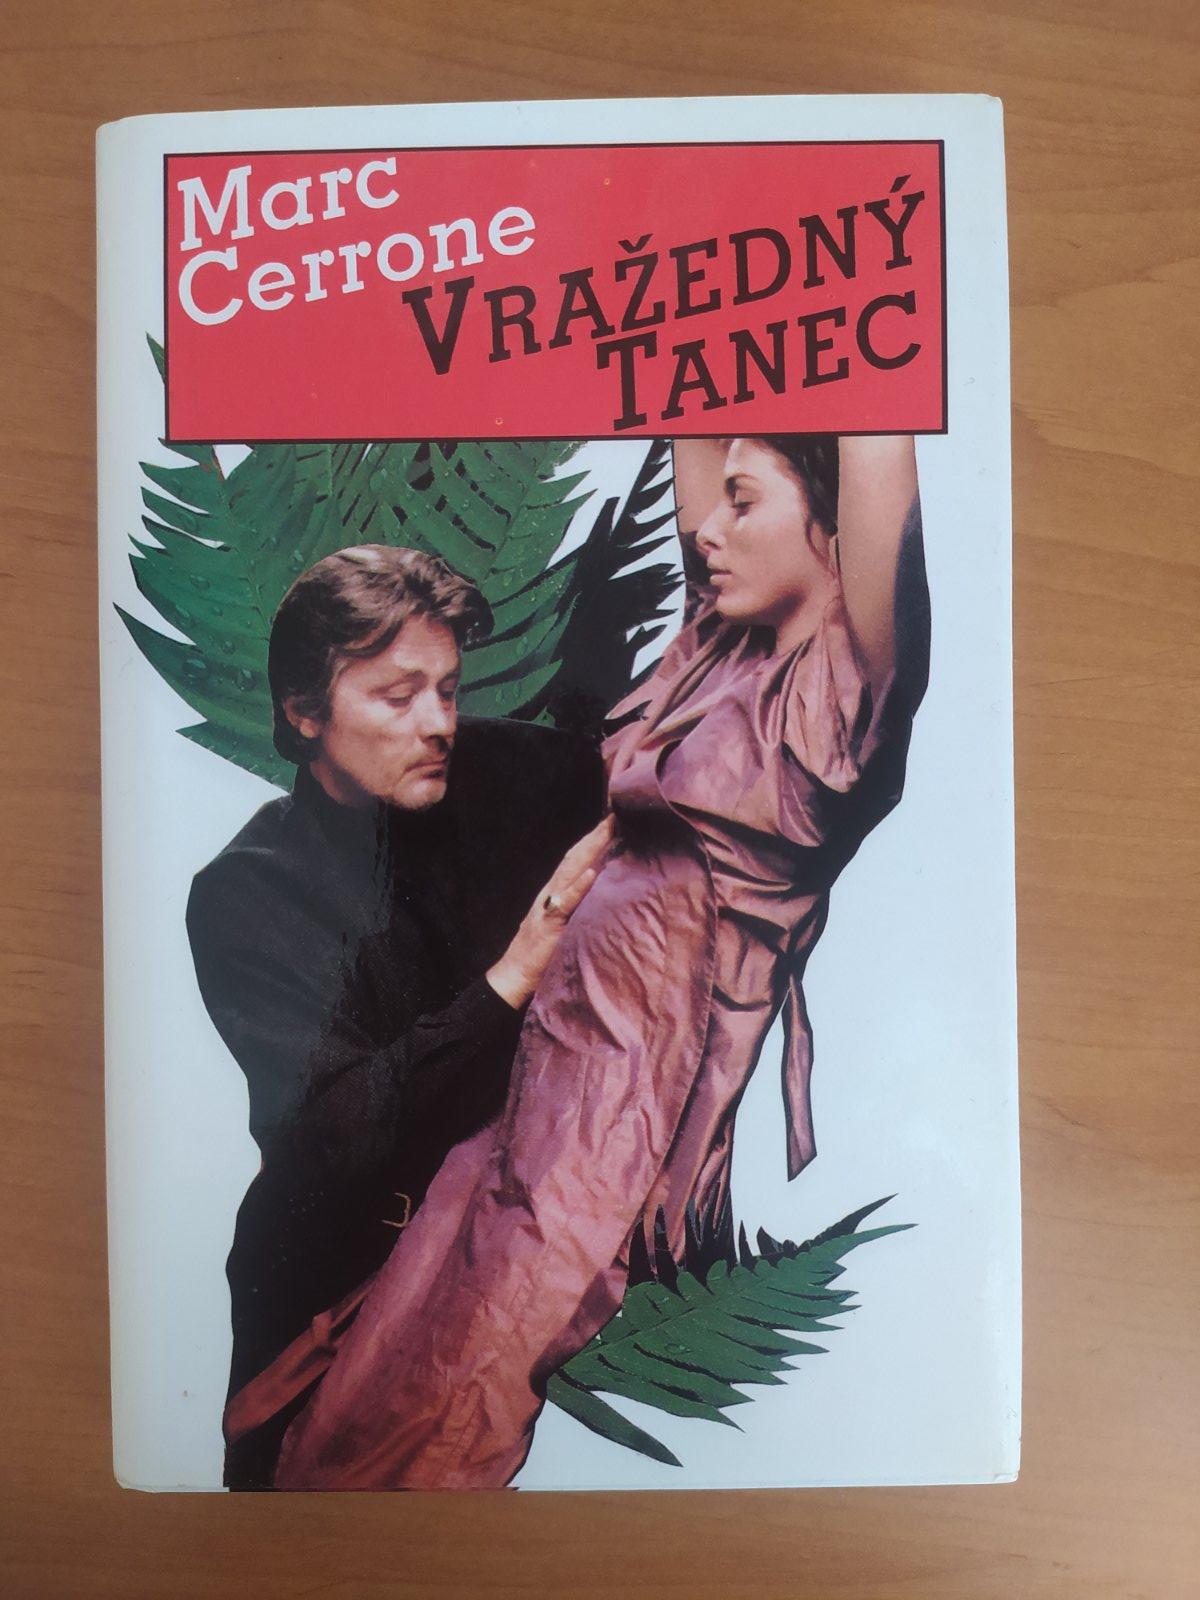 Marc
Cerrone
VRAŽEDNÝ
TANEC